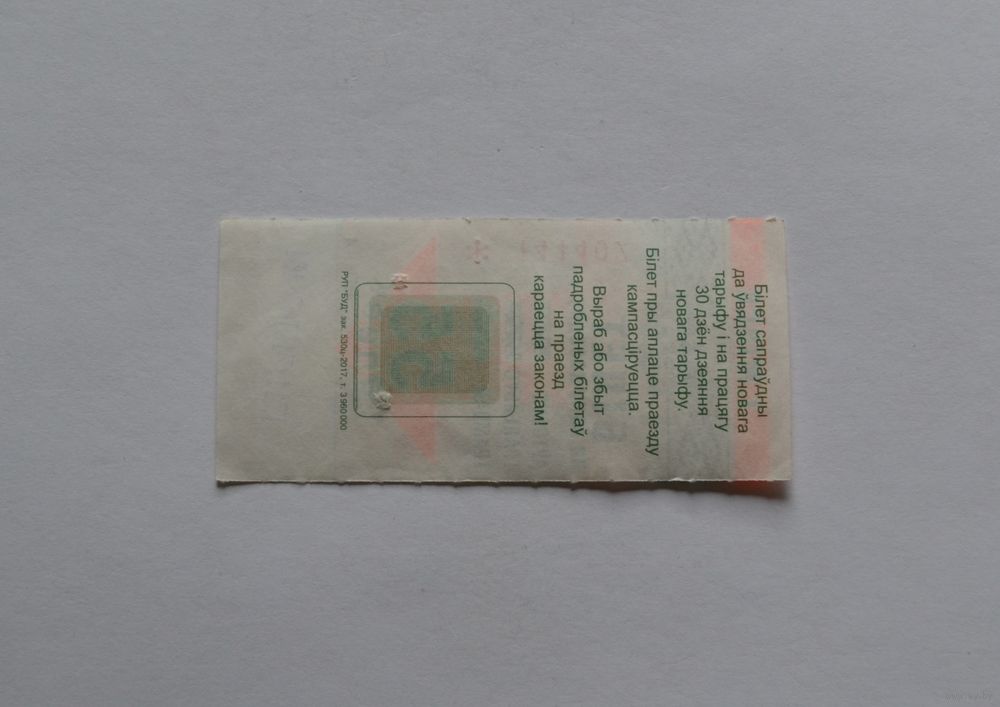 Білет сапраўдны
да ўвядзення новага
тарыфу і на працягу
30 дзён дзеяння
новага тарыфу.
Білет пры аплаце праезду
кампасціруецца.
Выраб або збыт
падробленых білетаў
на праезд
караецца законам!
РУП "БУД" зак. 530ц-2017, т. 3 960 000